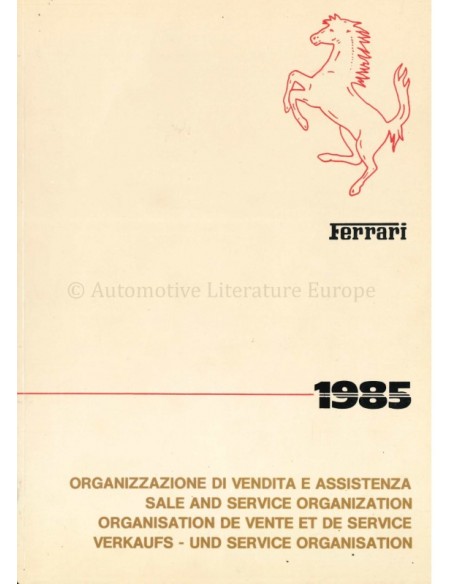 Ferrari
© Automotive Literature Europe
1985
ORGANIZZAZIONE DI VENDITA E ASSISTENZA
SALE AND SERVICE ORGANIZATION
ORGANISATION DE VENTE ET DE SERVICE
VERKAUFS - UND SERVICE ORGANISATION